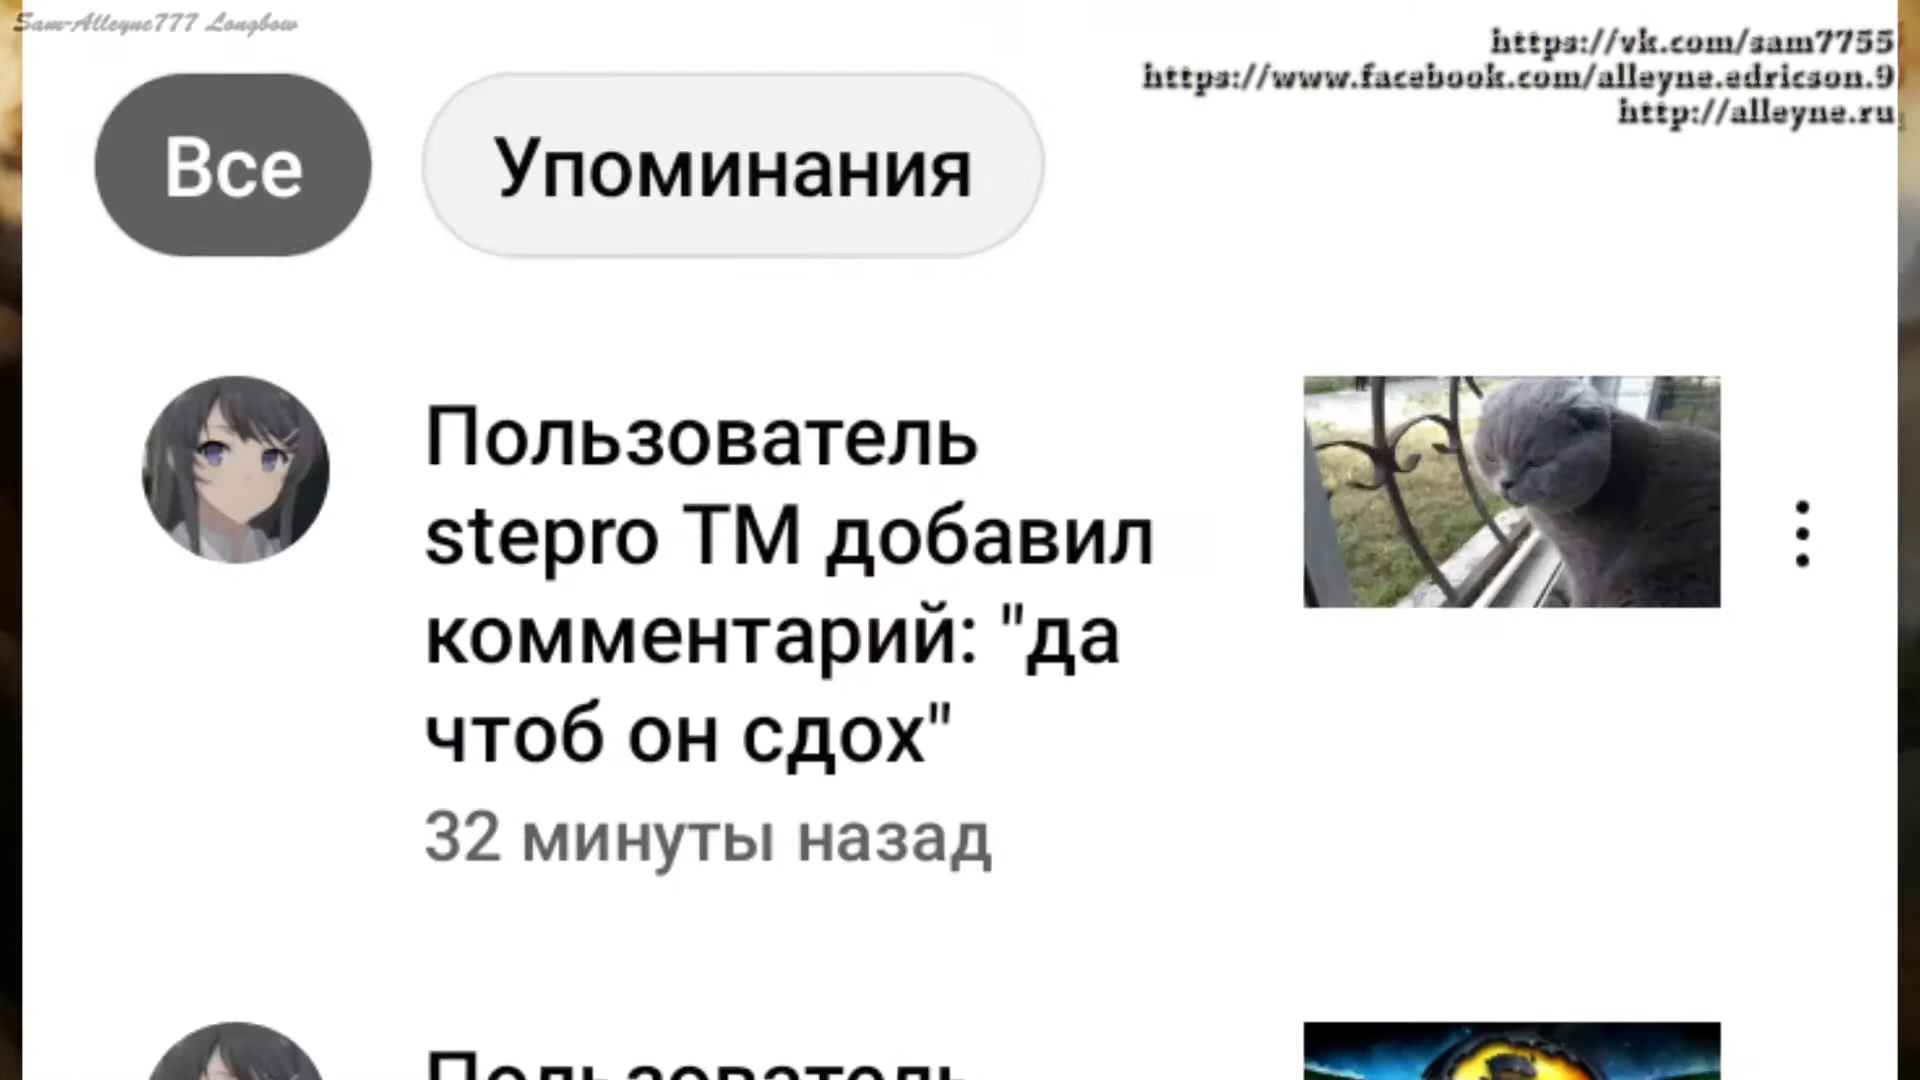 Sam-Alleyne777 Longbow
https://vk.com/sam7755
https://www.facebook.com/alleyne.edricson.9
http://alleyne.ru
Все
Упоминания
Пользователь
stepro TM добавил
комментарий: "да
чтоб он сдох"
32 минуты назад
Пользователь